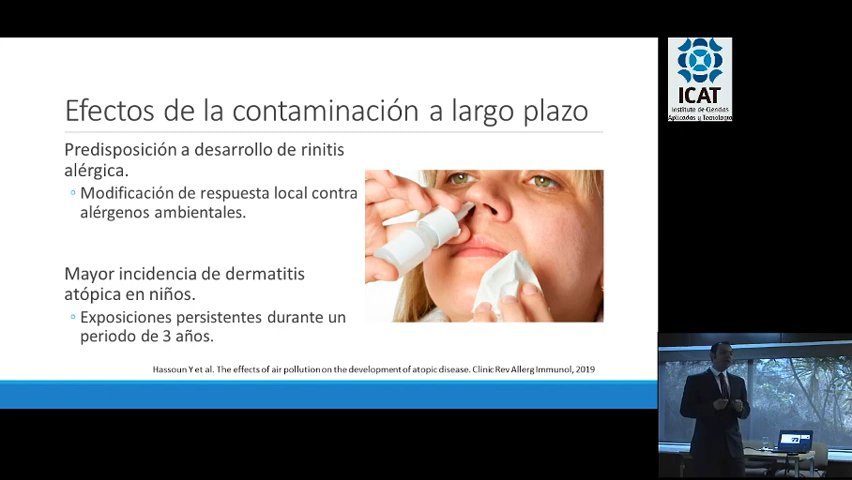 Efectos de la contaminación a largo plazo
Predisposición a desarrollo de rinitis
alérgica.
◦ Modificación de respuesta local contra
alérgenos ambientales.
Mayor incidencia de dermatitis
atópica en niños.
◦ Exposiciones persistentes durante un
periodo de 3 años.
Hassoun Y et al. The effects of air pollution on the development of atopic disease. Clinic Rev Allerg Immunol, 2019
ICAT
Instituto de Ciencias
Aplicadas y Tecnología